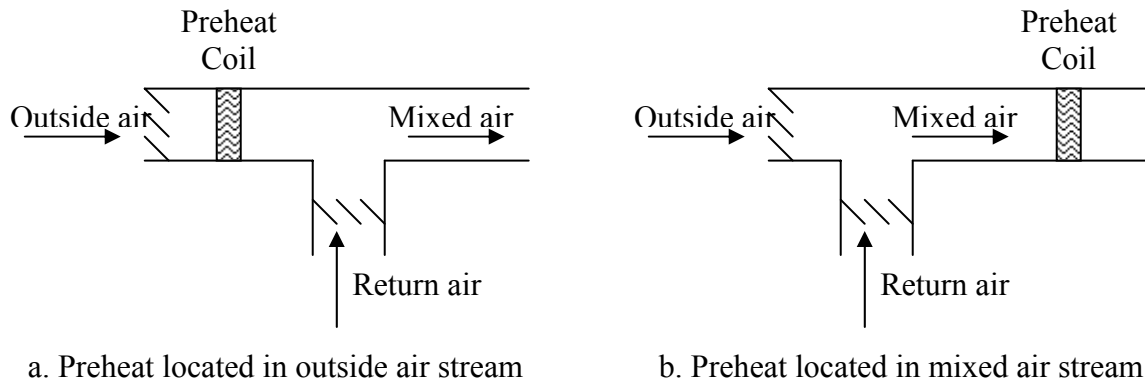 Preheat
Coil
Outside air
Mixed air
Return air
a. Preheat located in outside air stream
Preheat
Coil
Outside air
Mixed air
Return air
b. Preheat located in mixed air stream